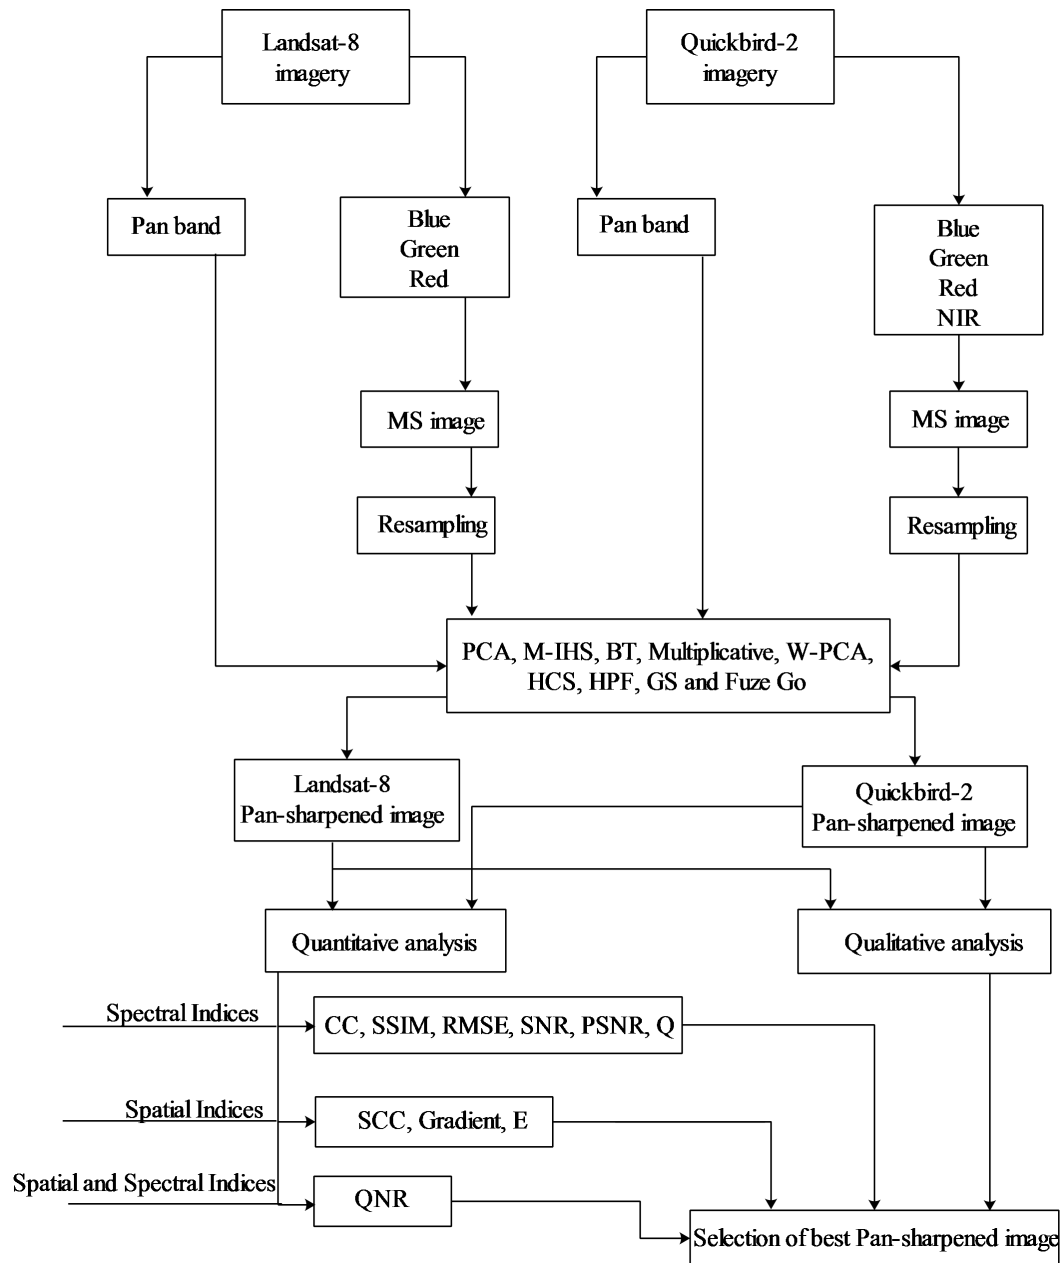 Landsat-8
imagery
Quickbird-2
imagery
Pan band
Blue
Green
Red
Pan band
Blue
Green
Red
NIR
MS image
MS image
Resampling
Resampling
PCA, M-IHS, BT, Multiplicative, W-PCA,
HCS, HPF, GS and Fuze Go
Landsat-8
Pan-sharpened image
Quickbird-2
Pan-sharpened image
Quantitaive analysis
Qualitative analysis
Spectral Indices
CC, SSIM, RMSE, SNR, PSNR, Q
Spatial Indices
SCC, Gradient, E
Spatial and Spectral Indices
QNR
Selection of best Pan-sharpened image